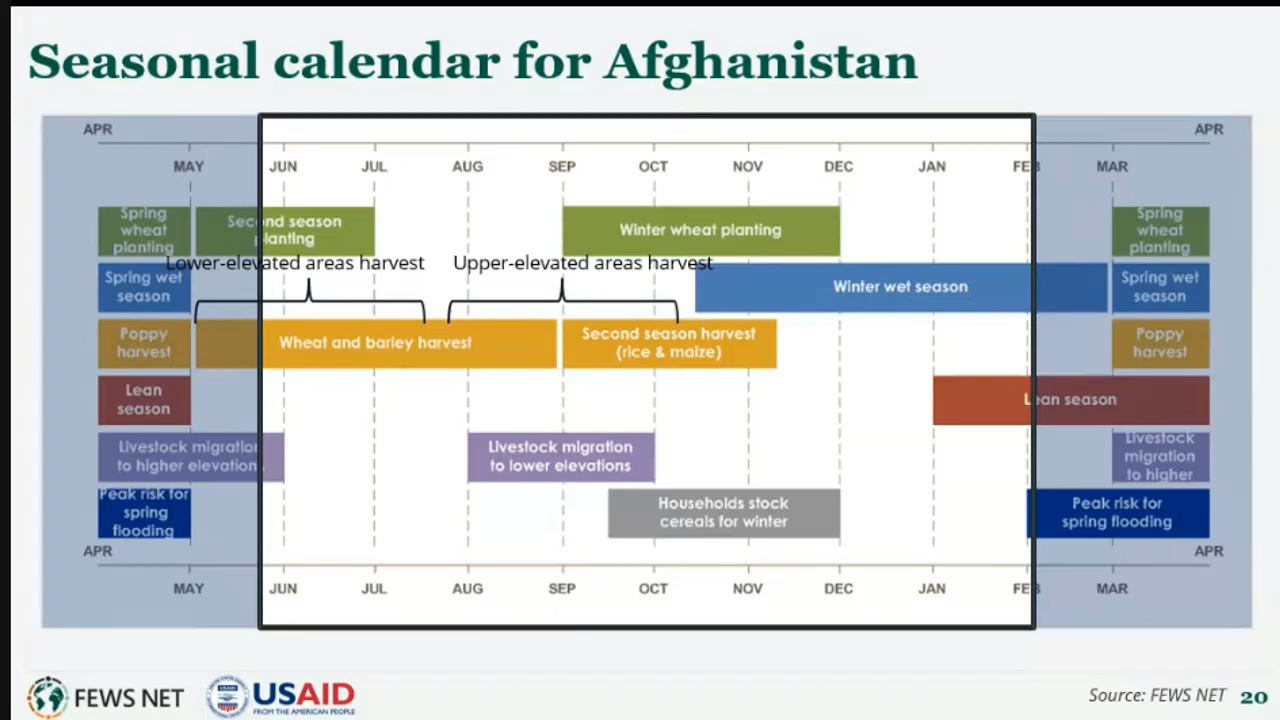 Seasonal calendar for Afghanistan
APR
APR
MAY
JUN
JUL
AUG
SEP
OCT
NOV
DEC
JAN
FEB
MAR
Spring
wheat
planting
Second season
planting
Winter wheat planting
Spring
wheat
planting
Lower-elevated areas harvest
Upper-elevated areas harvest
Spring wet
season
Winter wet season
Spring wet
season
Poppy
harvest
Wheat and barley harvest
Second season harvest
(rice & maize)
Poppy
harvest
Lean
season
Lean season
Livestock migration
to higher elevations
Livestock migration
to lower elevations
Livestock
migration
to higher
Peak risk for
spring
flooding
Households stock
cereals for winter
Peak risk for
spring flooding
APR
APR
MAY
JUN
JUL
AUG
SEP
OCT
NOV
DEC
JAN
FEB
MAR
FEWS NET
USAID
FROM THE AMERICAN PEOPLE
Source: FEWS NET
20